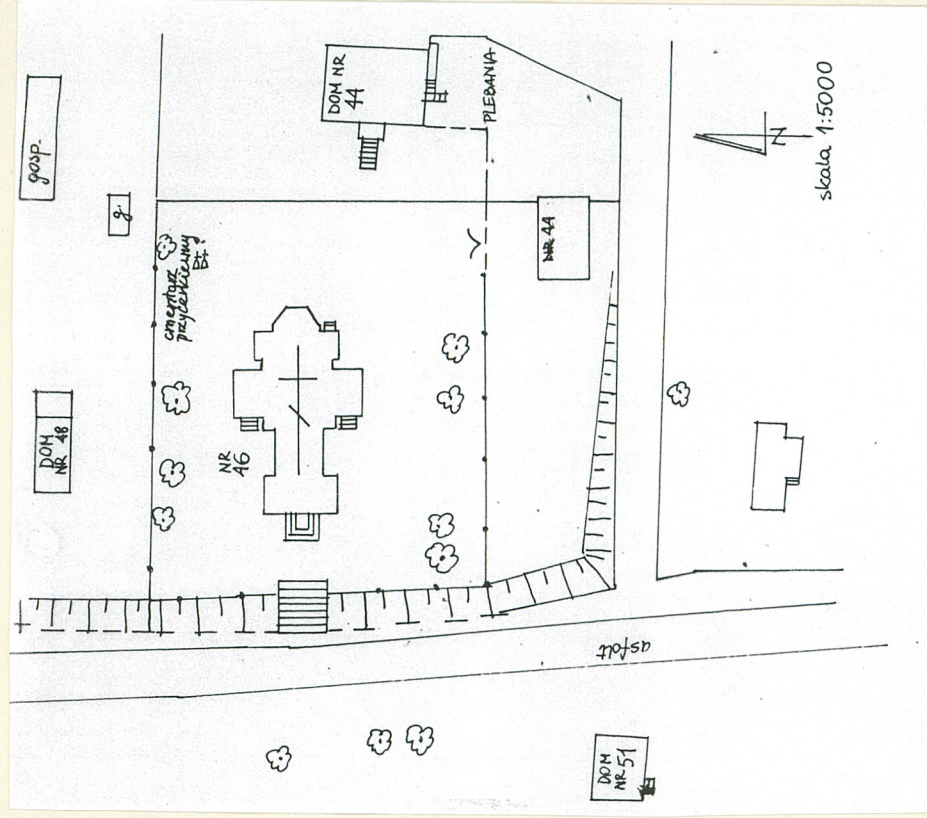 gosp.
g.
DOM NR
44
PLEBANIA
N
skala 1:5000
cmentarz
przycerkiewny
NR 44
DOM
NR 48
NR
46
asfalt
DOM
NR 51